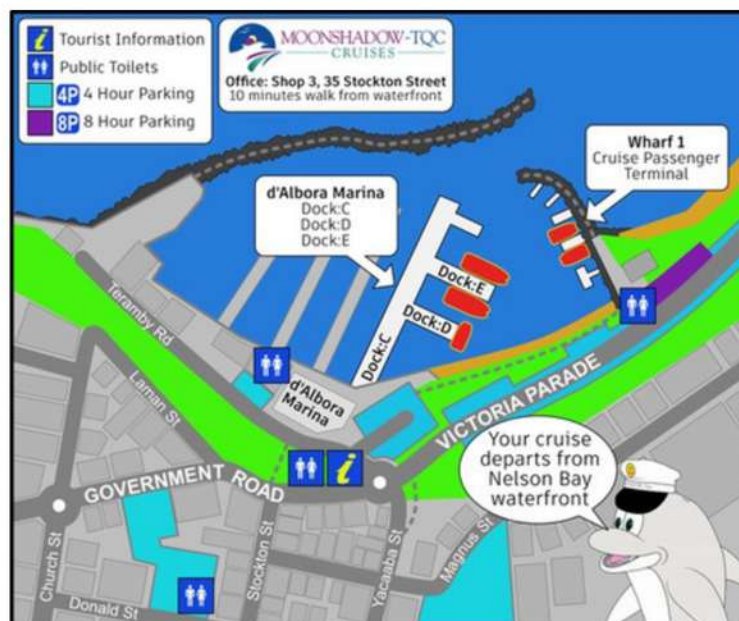 Tourist Information
Public Toilets
4P 4 Hour Parking
8P 8 Hour Parking
MOONSHADOW-TQC
CRUISES
Office: Shop 3, 35 Stockton Street
10 minutes walk from waterfront
Wharf 1
Cruise Passenger
Terminal
d'Albora Marina
Dock:C
Dock:D
Dock:E
Dock:E
Dock:D
Dock:C
Teramby Rd
d'Albora
Marina
Laman St
VICTORIA PARADE
GOVERNMENT ROAD
Your cruise
departs from
Nelson Bay
waterfront
Church St
Stockton St
Yacaaba St
Magnus St
Donald St